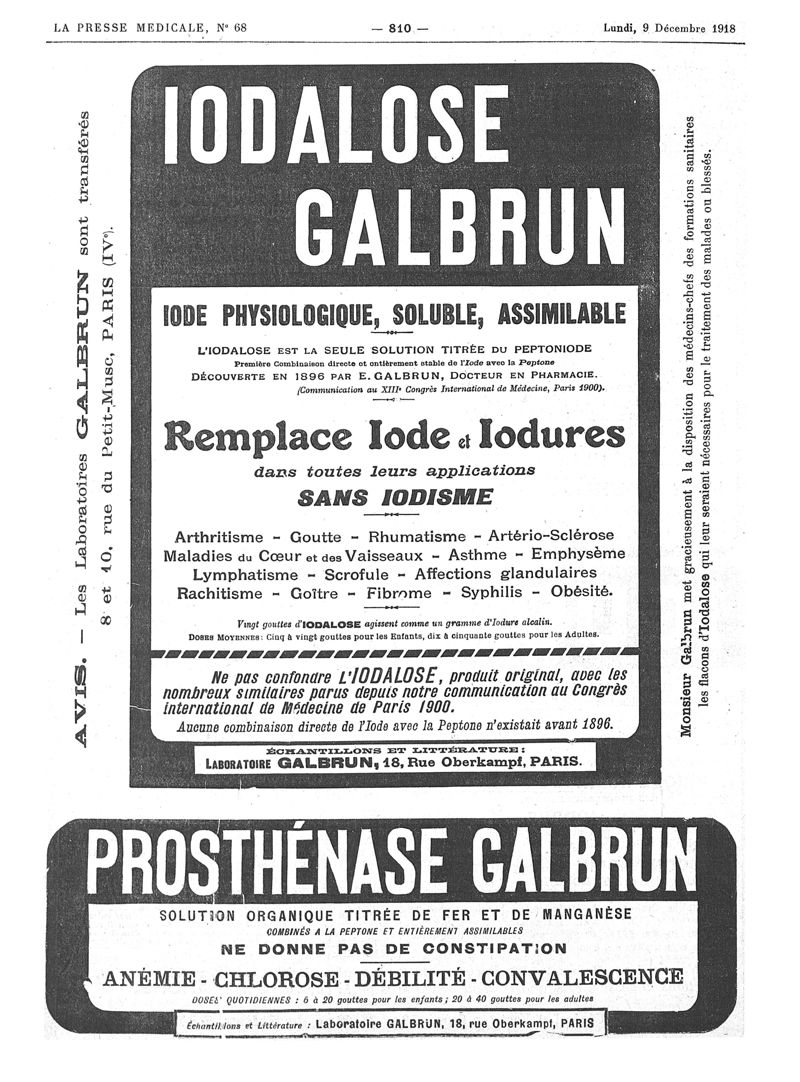 LA PRESSE MEDICALE, N° 68
— 810 —
Lundi, 9 Décembre 1918
AVIS. — Les Laboratoires GALBRUN sont transférés
8 et 10, rue du Petit-Musc, PARIS (IVe).
IODALOSE
GALBRUN
IODE PHYSIOLOGIQUE, SOLUBLE, ASSIMILABLE
L'IODALOSE EST LA SEULE SOLUTION TITRÉE DU PEPTONIODE
Première Combinaison directe et entièrement stable de l'Iode avec la Peptone
DÉCOUVERTE EN 1896 PAR E. GALBRUN, DOCTEUR EN PHARMACIE.
(Communication au XIIIe Congrès International de Médecine, Paris 1900).
Remplace Iode et Iodures
dans toutes leurs applications
SANS IODISME
Arthritisme - Goutte - Rhumatisme - Artério-Sclérose
Maladies du Cœur et des Vaisseaux - Asthme - Emphysème
Lymphatisme - Scrofule - Affections glandulaires
Rachitisme - Goître - Fibrome - Syphilis - Obésité.
Vingt gouttes d'IODALOSE agissent comme un gramme d'Iodure alcalin.
DOSES MOYENNES : Cinq à vingt gouttes pour les Enfants, dix à cinquante gouttes pour les Adultes.
Ne pas confondre L'IODALOSE, produit original, avec les
nombreux similaires parus depuis notre communication au Congrès
international de Médecine de Paris 1900.
Aucune combinaison directe de l'Iode avec la Peptone n'existait avant 1896.
ÉCHANTILLONS ET LITTÉRATURE :
LABORATOIRE GALBRUN, 18, Rue Oberkampf, PARIS.
Monsieur Galbrun met gracieusement à la disposition des médecins-chefs des formations sanitaires
les flacons d'Iodalose qui leur seraient nécessaires pour le traitement des malades ou blessés.
PROSTHÉNASE GALBRUN
SOLUTION ORGANIQUE TITRÉE DE FER ET DE MANGANÈSE
COMBINÉS A LA PEPTONE ET ENTIÈREMENT ASSIMILABLES
NE DONNE PAS DE CONSTIPATION
ANÉMIE - CHLOROSE - DÉBILITÉ - CONVALESCENCE
DOSES QUOTIDIENNES : 6 à 20 gouttes pour les enfants ; 20 à 40 gouttes pour les adultes
Échantillons et Littérature : Laboratoire GALBRUN, 18, rue Oberkampf, PARIS